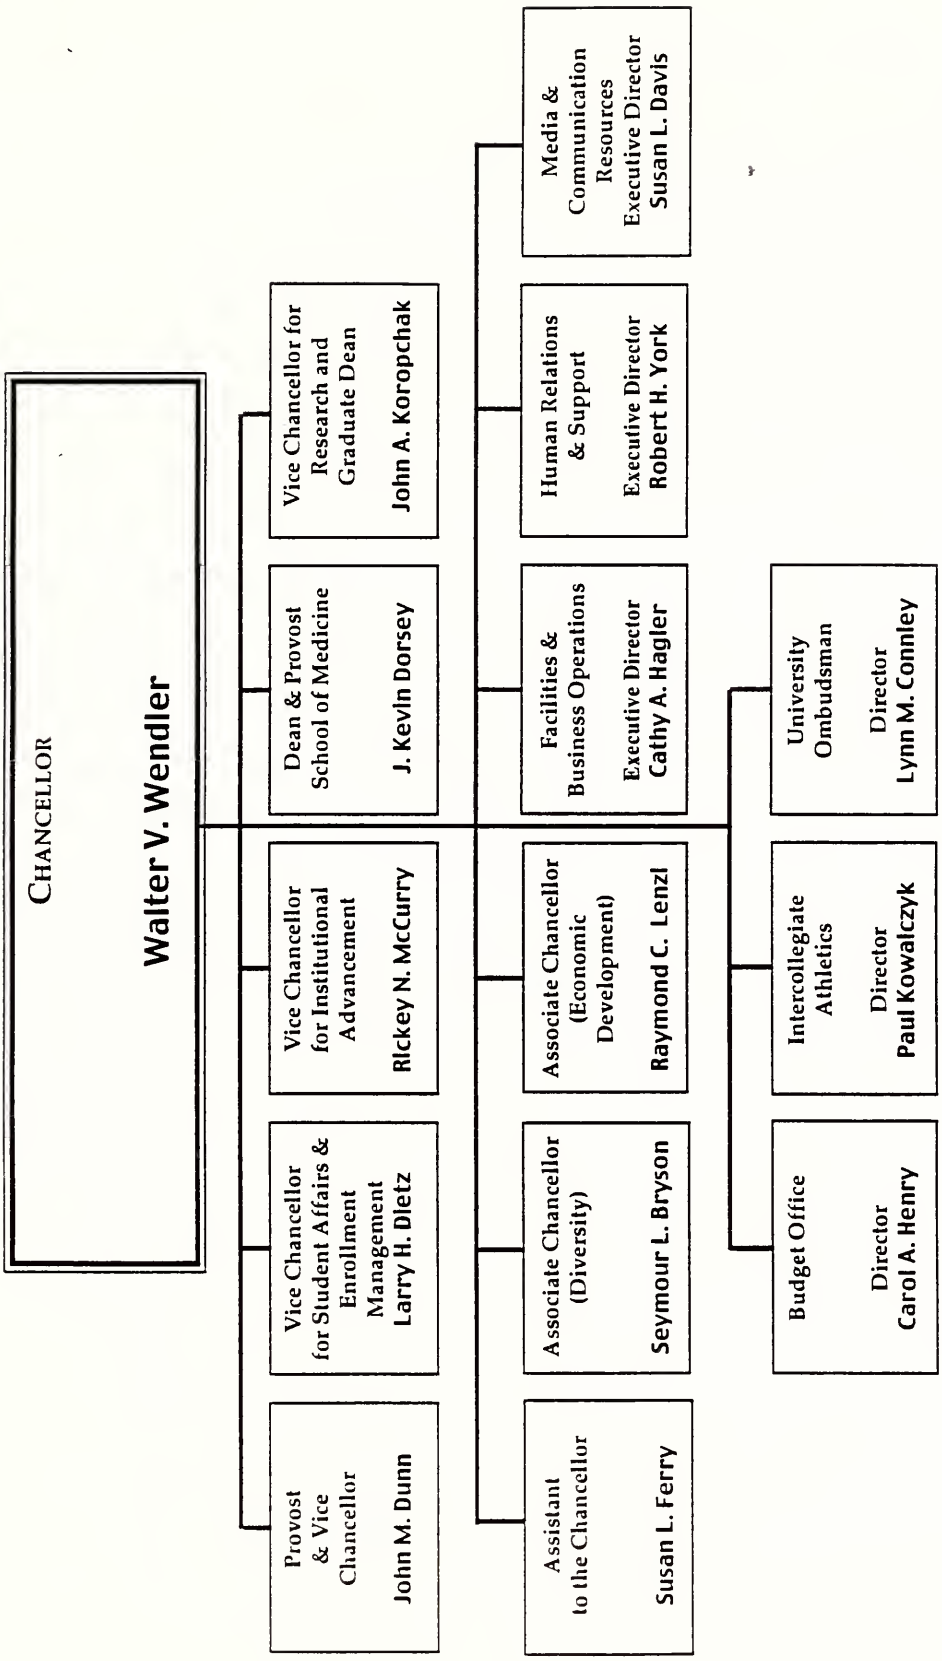 CHANCELLOR
Walter V. Wendler
Provost
& Vice
Chancellor
John M. Dunn
Vice Chancellor
for Student Affairs &
Enrollment
Management
Larry H. Dietz
Vice Chancellor
for Institutional
Advancement
Rickey N. McCurry
Dean & Provost
School of Medicine
J. Kevin Dorsey
Vice Chancellor for
Research and
Graduate Dean
John A. Koropchak
Assistant
to the Chancellor
Susan L. Ferry
Associate Chancellor
(Diversity)
Seymour L. Bryson
Associate Chancellor
(Economic
Development)
Raymond C. Lenzi
Facilities &
Business Operations
Executive Director
Cathy A. Hagler
Human Relations
& Support
Executive Director
Robert H. York
Media &
Communication
Resources
Executive Director
Susan L. Davis
Budget Office
Director
Carol A. Henry
Intercollegiate
Athletics
Director
Paul Kowalczyk
University
Ombudsman
Director
Lynn M. Connley